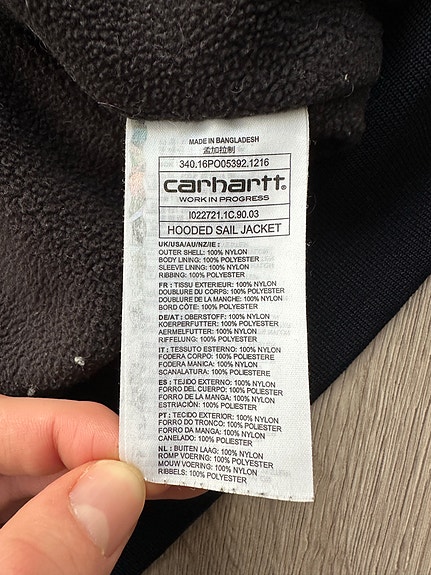 MADE IN BANGLADESH
孟加拉制
340.16PO05392.1216
carhartt®
WORK IN PROGRESS
I022721.1C.90.03
HOODED SAIL JACKET
UK/USA/AU/NZ/IE :
OUTER SHELL: 100% NYLON
BODY LINING: 100% POLYESTER
SLEEVE LINING: 100% NYLON
RIBBING: 100% POLYESTER
FR : TISSU EXTERIEUR: 100% NYLON
DOUBLURE DU CORPS: 100% POLYESTER
DOUBLURE DE LA MANCHE: 100% NYLON
BORD CÔTE: 100% POLYESTER
DE/AT : OBERSTOFF: 100% NYLON
KOERPERFUTTER: 100% POLYESTER
AERMELFUTTER: 100% NYLON
RIFFELUNG: 100% POLYESTER
IT : TESSUTO ESTERNO: 100% NYLON
FODERA CORPO: 100% POLIESTERE
FODERA MANICA: 100% NYLON
SCANALATURA: 100% POLIESTERE
ES : TEJIDO EXTERNO: 100% NYLON
FORRO DEL CUERPO: 100% POLYESTER
FORRO DE LA MANGA: 100% NYLON
ESTRIACIÓN: 100% POLYESTER
PT : TECIDO EXTERIOR: 100% NYLON
FORRO DO TRONCO: 100% POLYESTER
FORRO DA MANGA: 100% NYLON
CANELADO: 100% POLYESTER
NL : BUITEN LAAG: 100% NYLON
ROMP VOERING: 100% POLYESTER
MOUW VOERING: 100% NYLON
RIBBELS: 100% POLYESTER